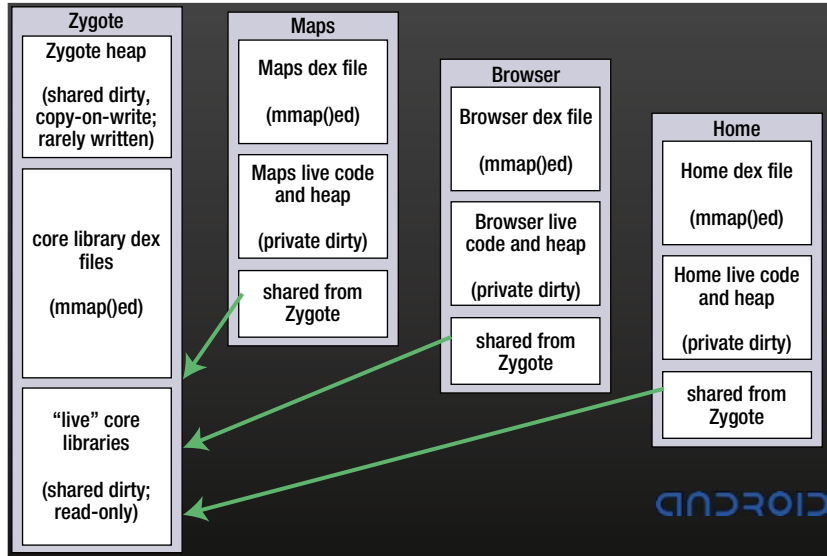 Zygote
Zygote heap
(shared dirty,
copy-on-write;
rarely written)
core library dex
files
(mmap()ed)
“live” core
libraries
(shared dirty;
read-only)
Maps
Maps dex file
(mmap()ed)
Maps live code
and heap
(private dirty)
shared from
Zygote
Browser
Browser dex file
(mmap()ed)
Browser live
code and heap
(private dirty)
shared from
Zygote
Home
Home dex file
(mmap()ed)
Home live code
and heap
(private dirty)
shared from
Zygote
ANDROID